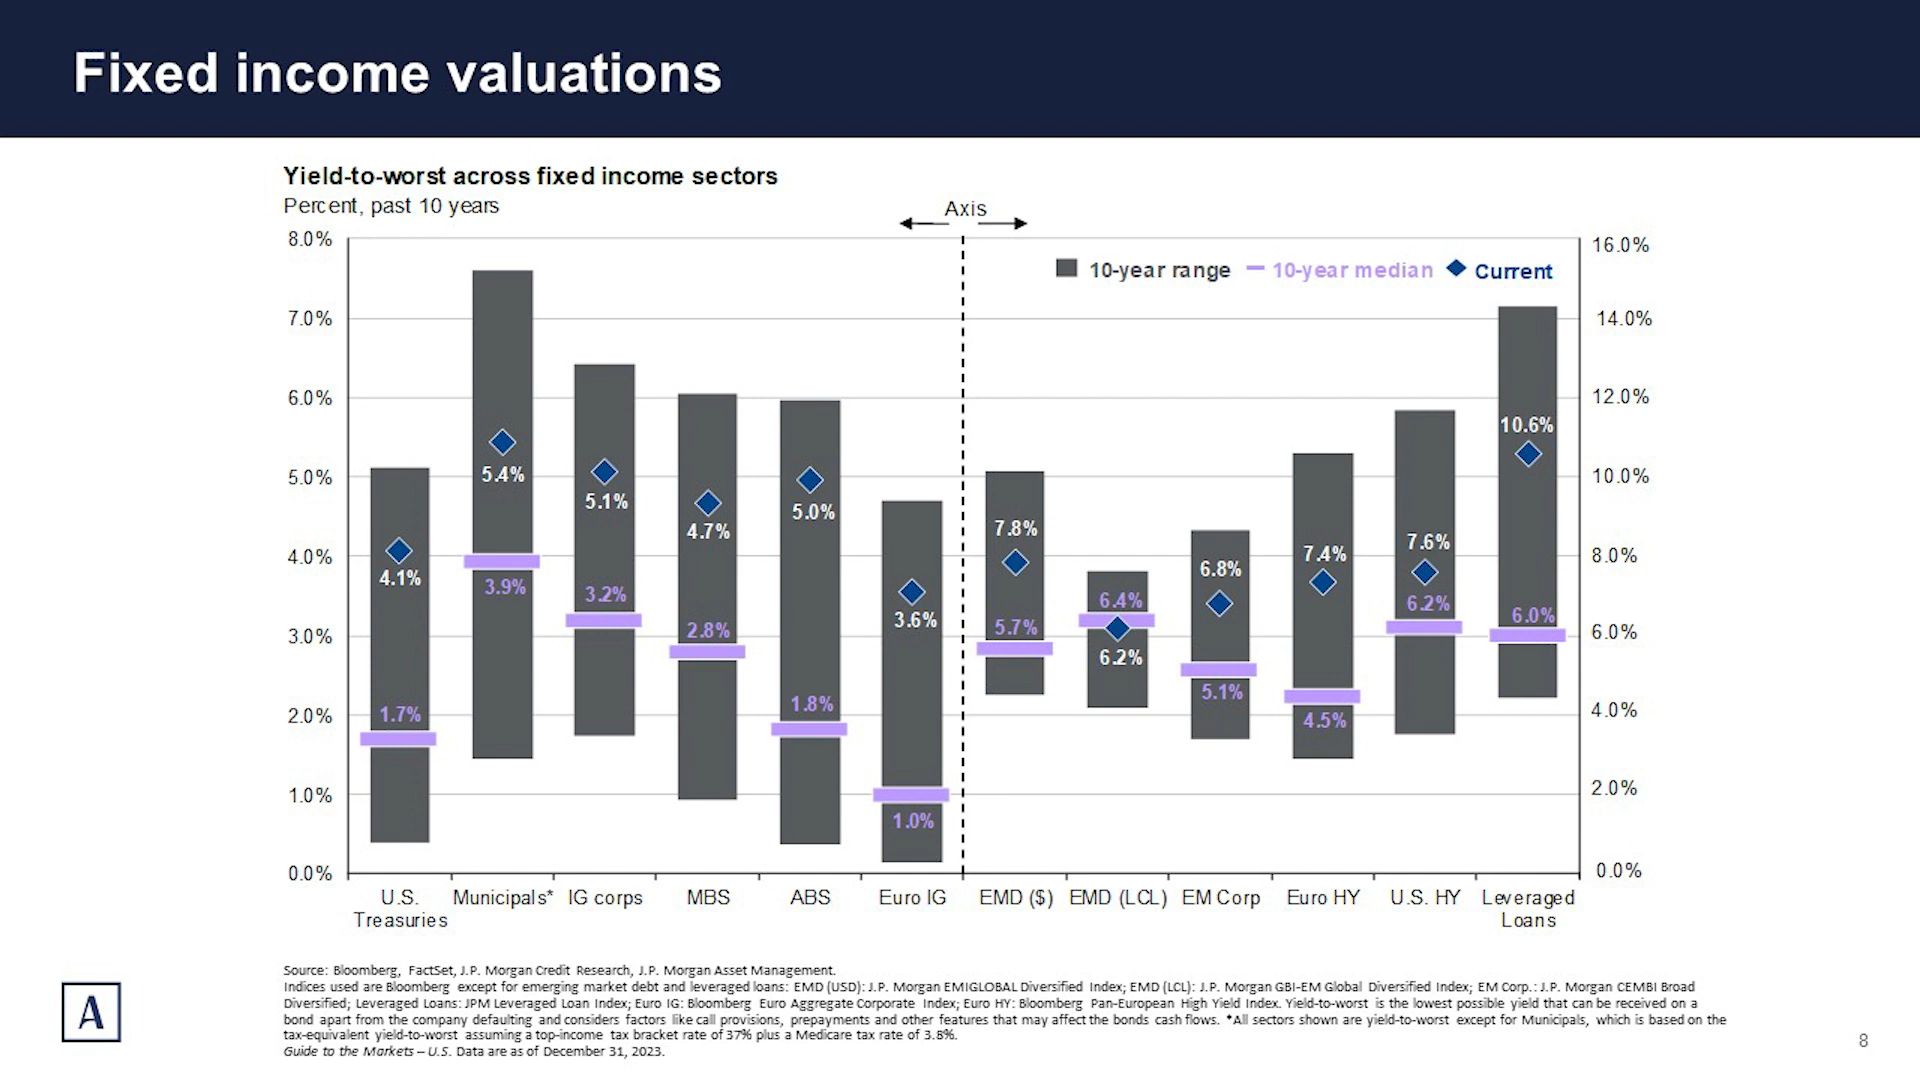 Fixed income valuations
Yield-to-worst across fixed income sectors
Percent, past 10 years
Axis
8.0%
7.0%
6.0%
5.0%
4.0%
3.0%
2.0%
1.0%
0.0%
16.0%
14.0%
12.0%
10.0%
8.0%
6.0%
4.0%
2.0%
0.0%
10-year range
10-year median
Current
4.1%
1.7%
5.4%
3.9%
5.1%
3.2%
4.7%
2.8%
5.0%
1.8%
3.6%
1.0%
7.8%
5.7%
6.4%
6.2%
6.8%
5.1%
7.4%
4.5%
7.6%
6.2%
10.6%
6.0%
U.S.
Treasuries
Municipals*
IG corps
MBS
ABS
Euro IG
EMD ($)
EMD (LCL)
EM Corp
Euro HY
U.S. HY
Leveraged
Loans
Source: Bloomberg, FactSet, J.P. Morgan Credit Research, J.P. Morgan Asset Management.
Indices used are Bloomberg except for emerging market debt and leveraged loans: EMD (USD): J.P. Morgan EMIGLOBAL Diversified Index; EMD (LCL): J.P. Morgan GBI-EM Global Diversified Index; EM Corp.: J.P. Morgan CEMBI Broad
Diversified; Leveraged Loans: JPM Leveraged Loan Index; Euro IG: Bloomberg Euro Aggregate Corporate Index; Euro HY: Bloomberg Pan-European High Yield Index. Yield-to-worst is the lowest possible yield that can be received on a
bond apart from the company defaulting and considers factors like call provisions, prepayments and other features that may affect the bonds cash flows. *All sectors shown are yield-to-worst except for Municipals, which is based on the
tax-equivalent yield-to-worst assuming a top-income tax bracket rate of 37% plus a Medicare tax rate of 3.8%.
Guide to the Markets – U.S. Data are as of December 31, 2023.
A
8